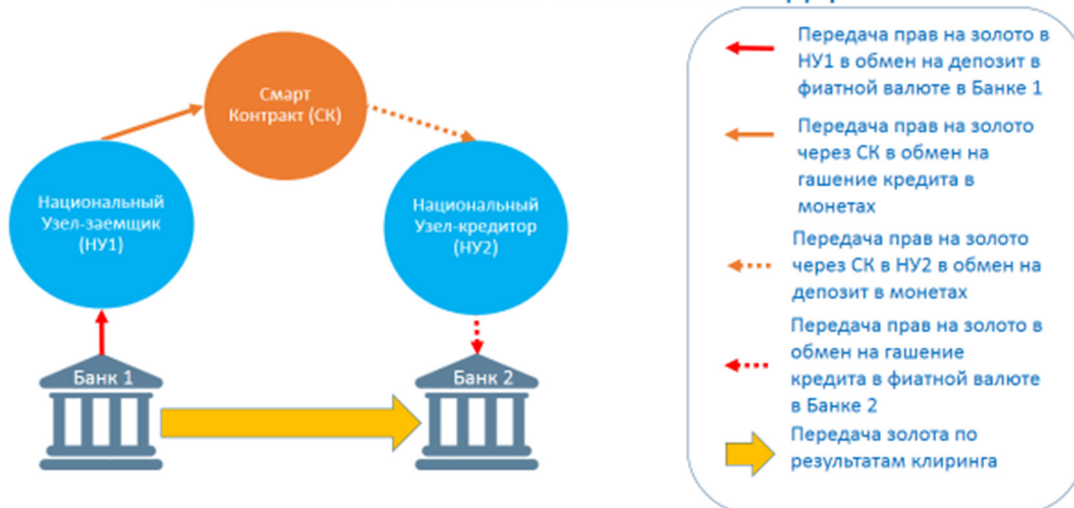 Смарт
Контракт (СК)
Национальный
Узел-заемщик
(НУ1)
Национальный
Узел-кредитор
(НУ2)
Банк 1
Банк 2
Передача прав на золото в
НУ1 в обмен на депозит в
фиатной валюте в Банке 1
Передача прав на золото
через СК в обмен на
гашение кредита в
монетах
Передача прав на золото
через СК в НУ2 в обмен на
депозит в монетах
Передача прав на золото в
обмен на гашение
кредита в фиатной валюте
в Банке 2
Передача золота по
результатам клиринга